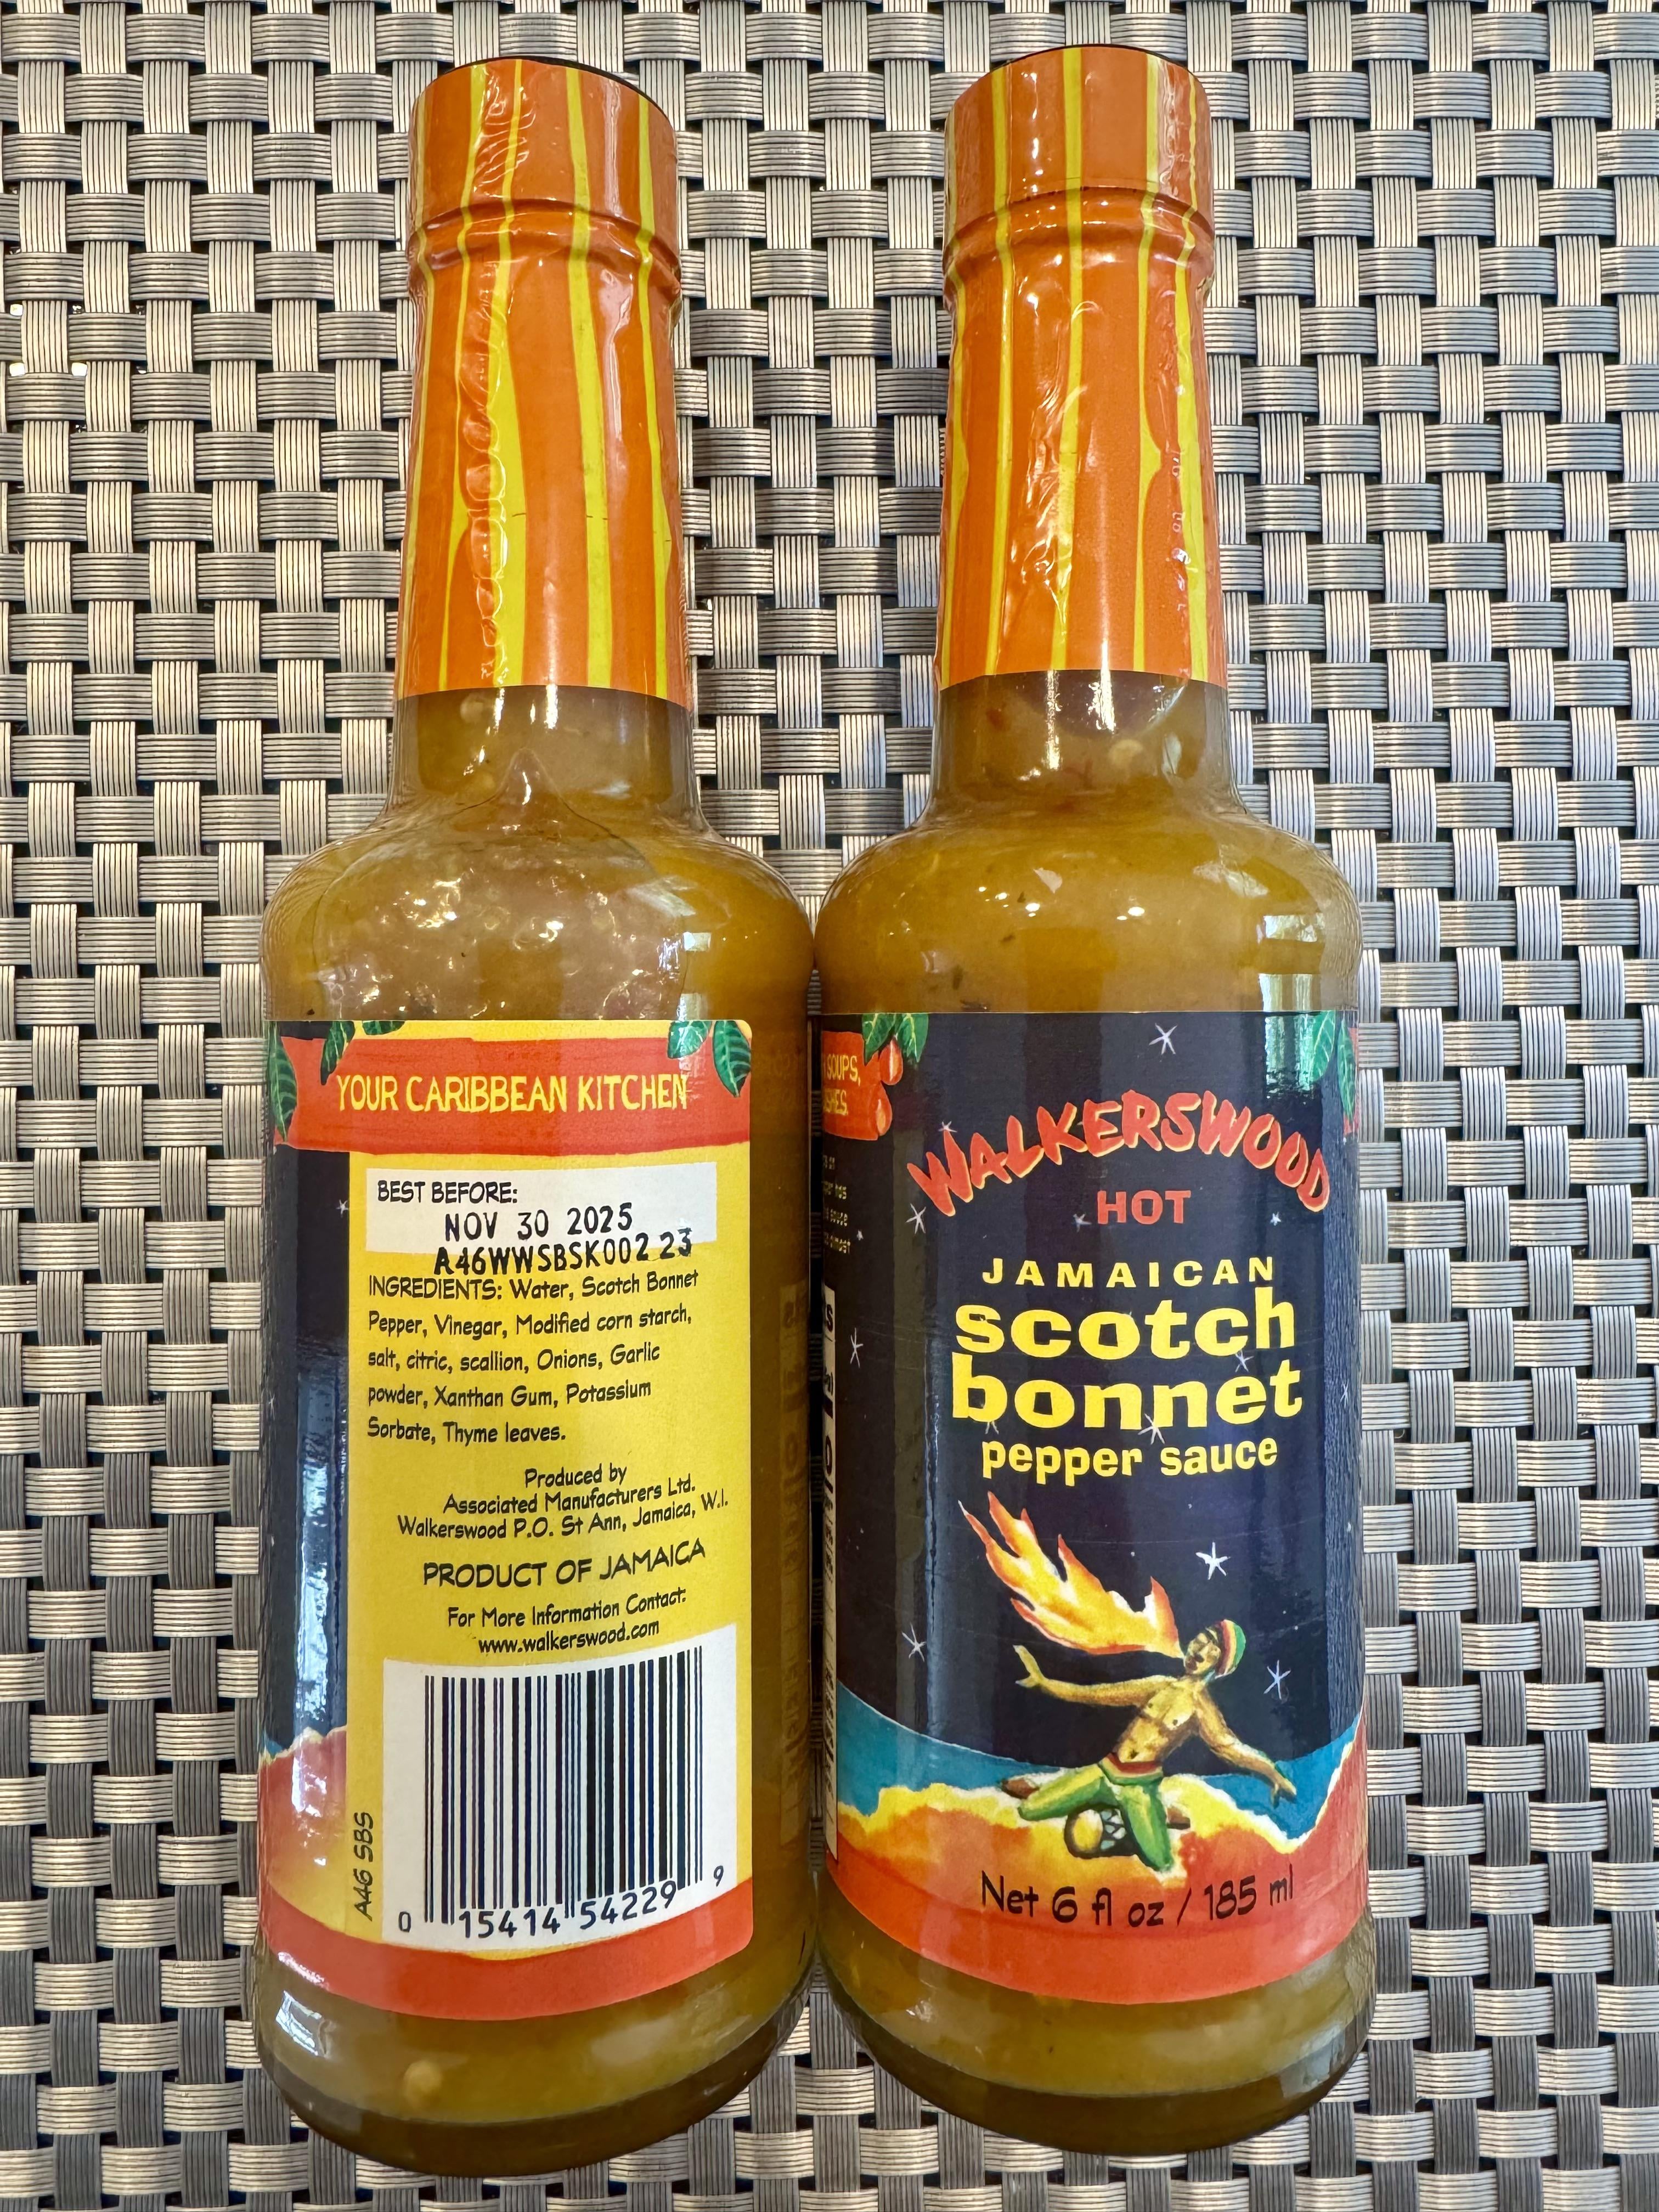 YOUR CARIBBEAN KITCHEN
BEST BEFORE:
NOV 30 2025
A46WWSBSK002 23
INGREDIENTS: Water, Scotch Bonnet
Pepper, Vinegar, Modified corn starch,
salt, citric, scallion, Onions, Garlic
powder, Xanthan Gum, Potassium
Sorbate, Thyme leaves.
Produced by
Associated Manufacturers Ltd.
Walkerswood P.O. St Ann, Jamaica, W.I.
PRODUCT OF JAMAICA
For More Information Contact:
www.walkerswood.com
A46 SBS
0 15414 54229 9
SOUPS,
WALKERSWOOD
HOT
JAMAICAN
scotch
bonnet
pepper sauce
Net 6 fl oz / 185 ml